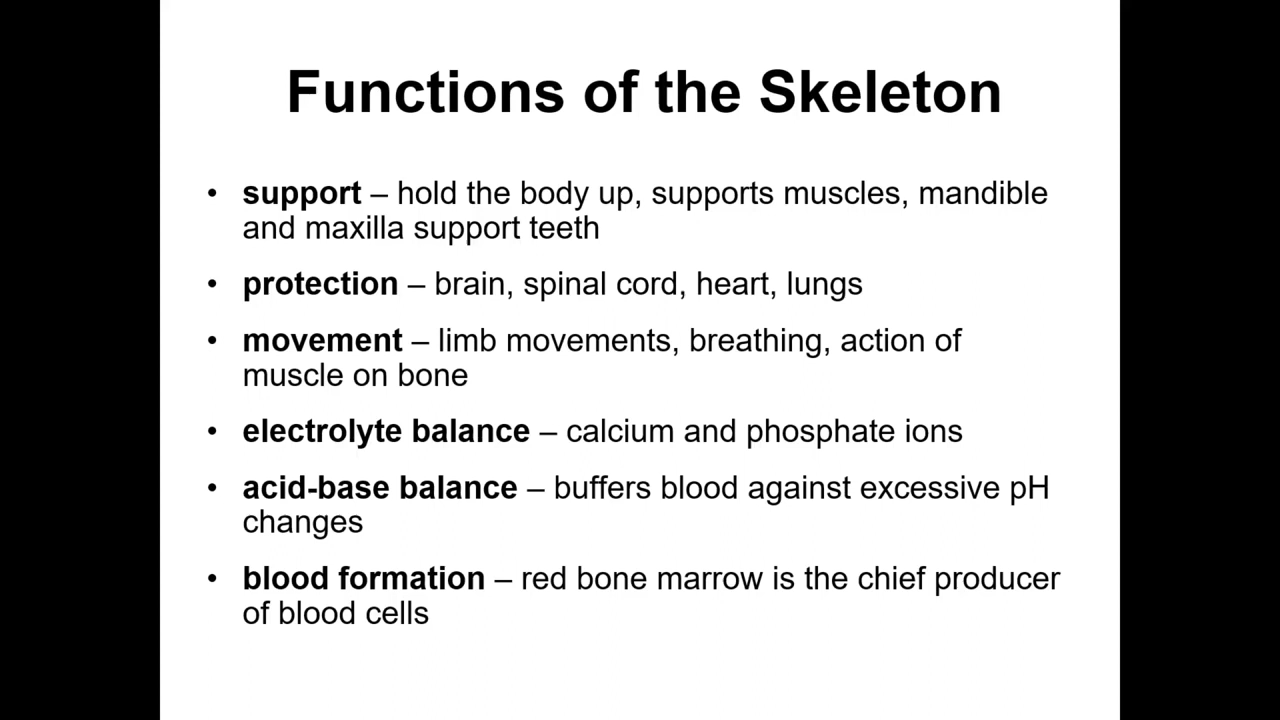 Functions of the Skeleton
• support – hold the body up, supports muscles, mandible
and maxilla support teeth
• protection – brain, spinal cord, heart, lungs
• movement – limb movements, breathing, action of
muscle on bone
• electrolyte balance – calcium and phosphate ions
• acid-base balance – buffers blood against excessive pH
changes
• blood formation – red bone marrow is the chief producer
of blood cells